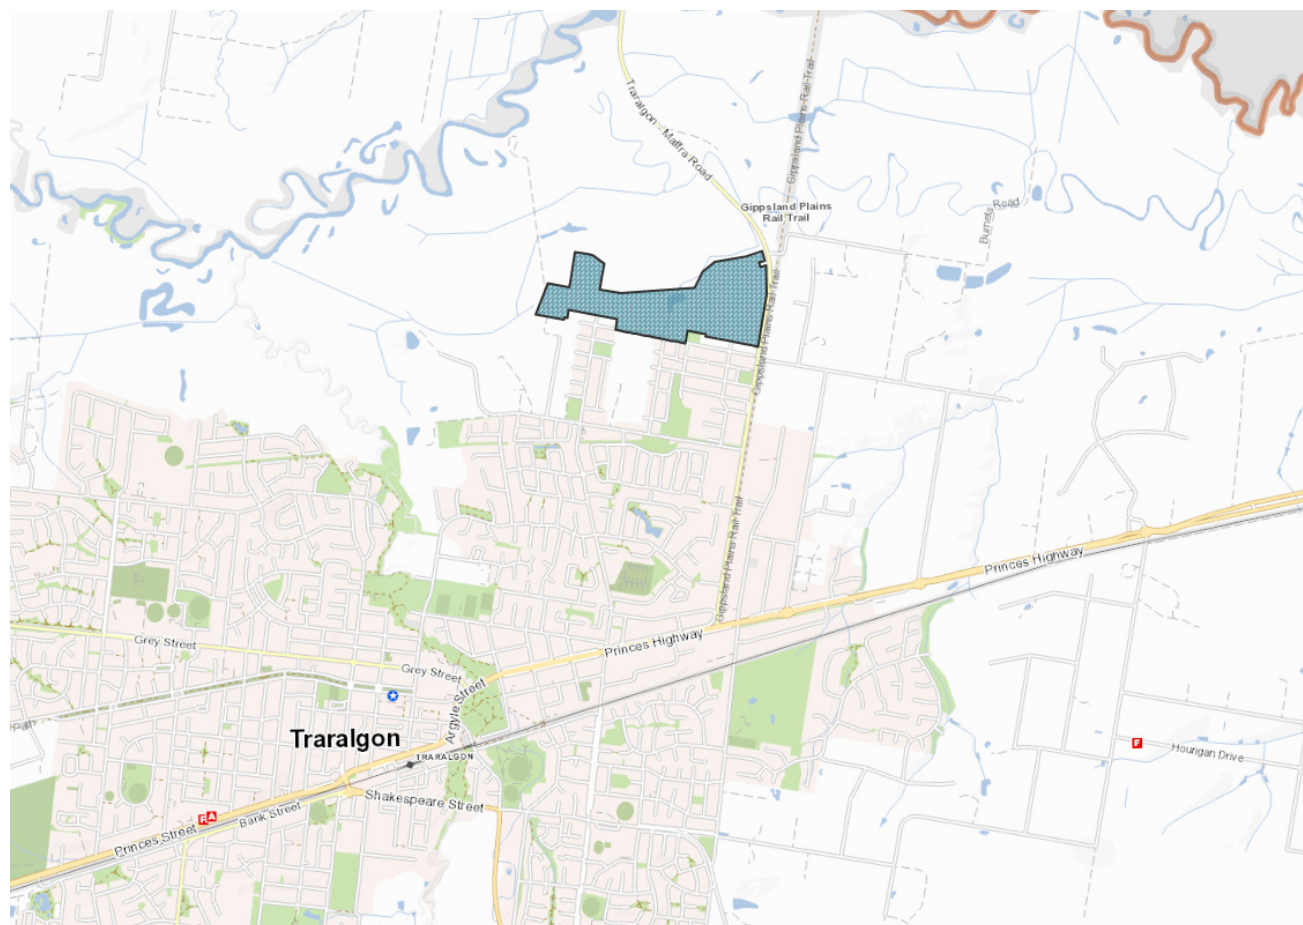 Gippsland Plains Rail Trail
Traralgon - Maffra Road
Gippsland Plains
Rail Trail
Burnets Road
Gippsland Plains Rail Trail
Princes Highway
Gippsland Plains Rail Trail
Grey Street
Princes Highway
Grey Street
Argyle Street
Path
Traralgon
TRARALGON
F
Hourigan Drive
Shakespeare Street
F A
Bank Street
Princes Street